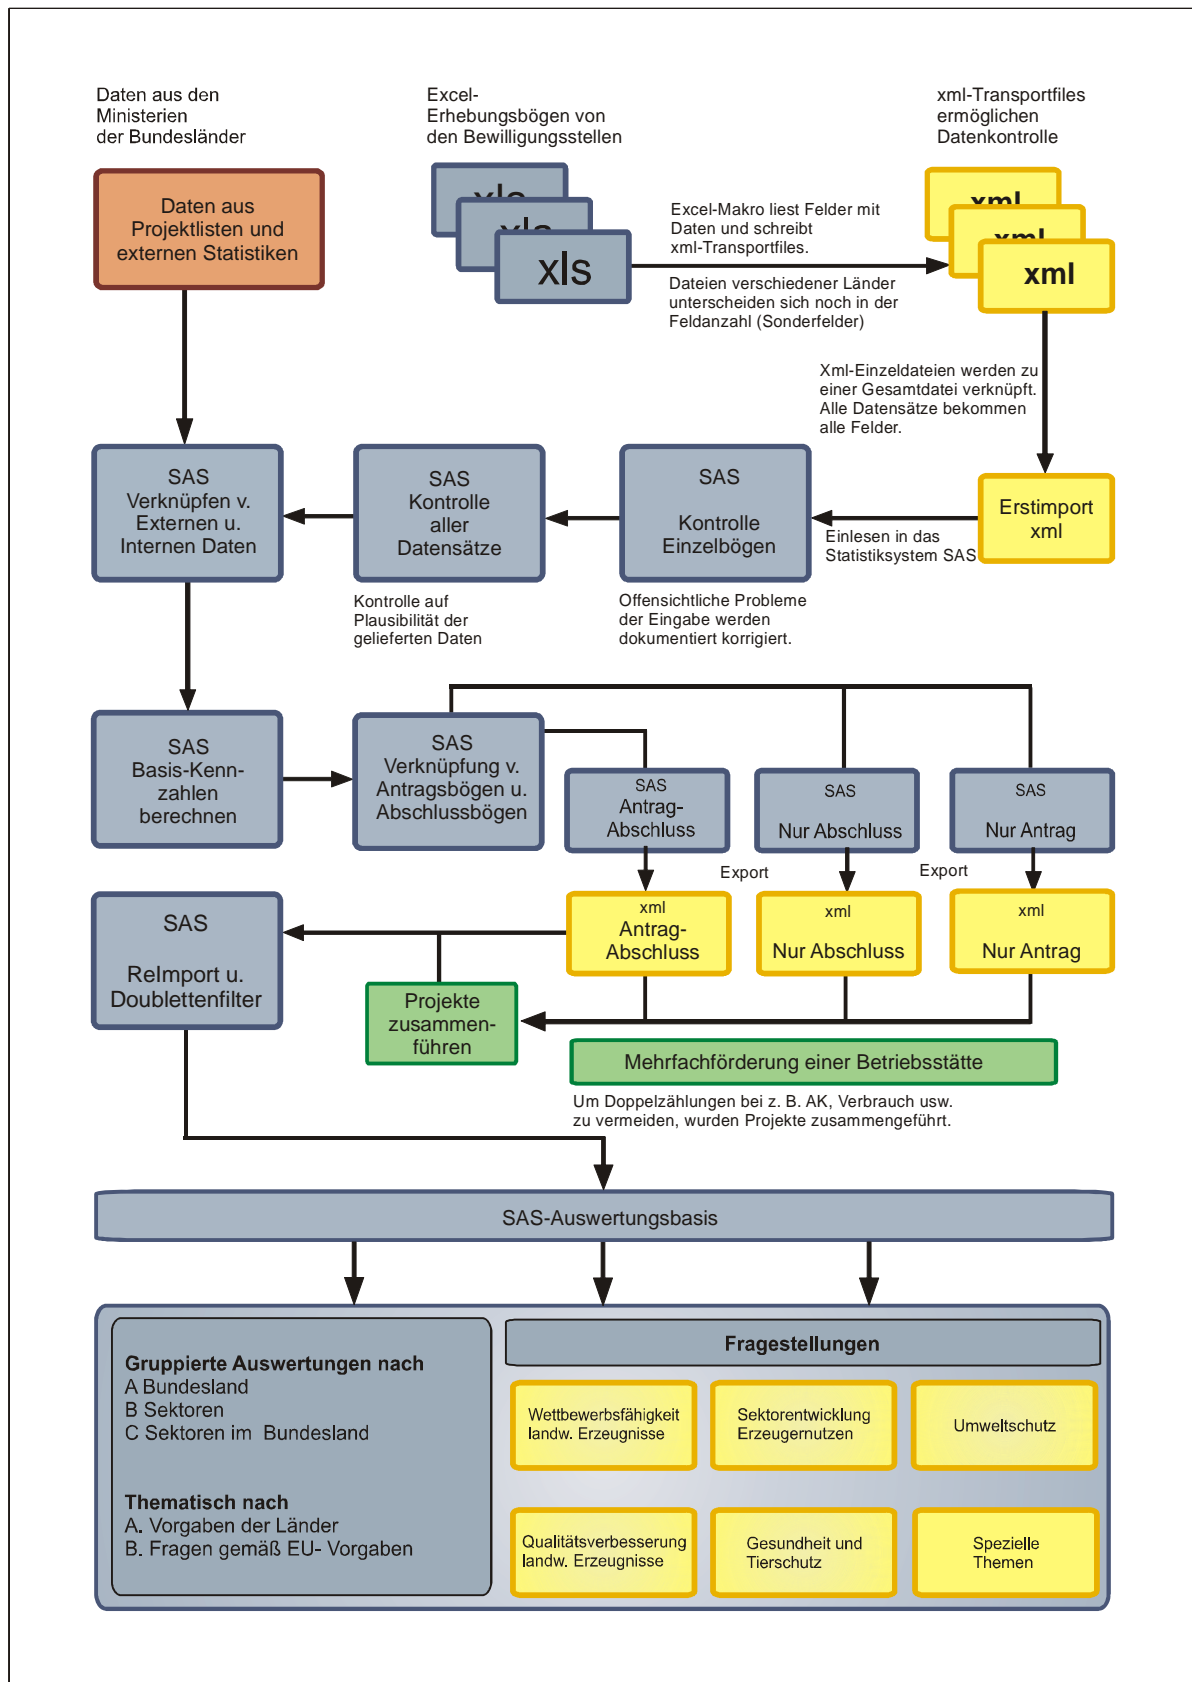 Daten aus den
Ministerien
der Bundesländer
Excel-
Erhebungsbögen von
den Bewilligungsstellen
xml-Transportfiles
ermöglichen
Datenkontrolle
Daten aus
Projektlisten und
externen Statistiken
xls
xls
xls
Excel-Makro liest Felder mit
Daten und schreibt
xml-Transportfiles.
Dateien verschiedener Länder
unterscheiden sich noch in der
Feldanzahl (Sonderfelder)
xml
xml
xml
Xml-Einzeldateien werden zu
einer Gesamtdatei verknüpft.
Alle Datensätze bekommen
alle Felder.
SAS
Verknüpfen v.
Externen u.
Internen Daten
SAS
Kontrolle
aller
Datensätze
SAS
Kontrolle
Einzelbögen
Erstimport
xml
Einlesen in das
Statistiksystem SAS
Kontrolle auf
Plausibilität der
gelieferten Daten
Offensichtliche Probleme
der Eingabe werden
dokumentiert korrigiert.
SAS
Basis-Kenn-
zahlen
berechnen
SAS
Verknüpfung v.
Antragsbögen u.
Abschlussbögen
SAS
Antrag-
Abschluss
SAS
Nur Abschluss
SAS
Nur Antrag
Export
Export
SAS
ReImport u.
Doublettenfilter
xml
Antrag-
Abschluss
xml
Nur Abschluss
xml
Nur Antrag
Projekte
zusammen-
führen
Mehrfachförderung einer Betriebsstätte
Um Doppelzählungen bei z. B. AK, Verbrauch usw.
zu vermeiden, wurden Projekte zusammengeführt.
SAS-Auswertungsbasis
Gruppierte Auswertungen nach
A Bundesland
B Sektoren
C Sektoren im Bundesland
Thematisch nach
A. Vorgaben der Länder
B. Fragen gemäß EU- Vorgaben
Fragestellungen
Wettbewerbsfähigkeit
landw. Erzeugnisse
Sektorentwicklung
Erzeugernutzen
Umweltschutz
Qualitätsverbesserung
landw. Erzeugnisse
Gesundheit und
Tierschutz
Spezielle
Themen